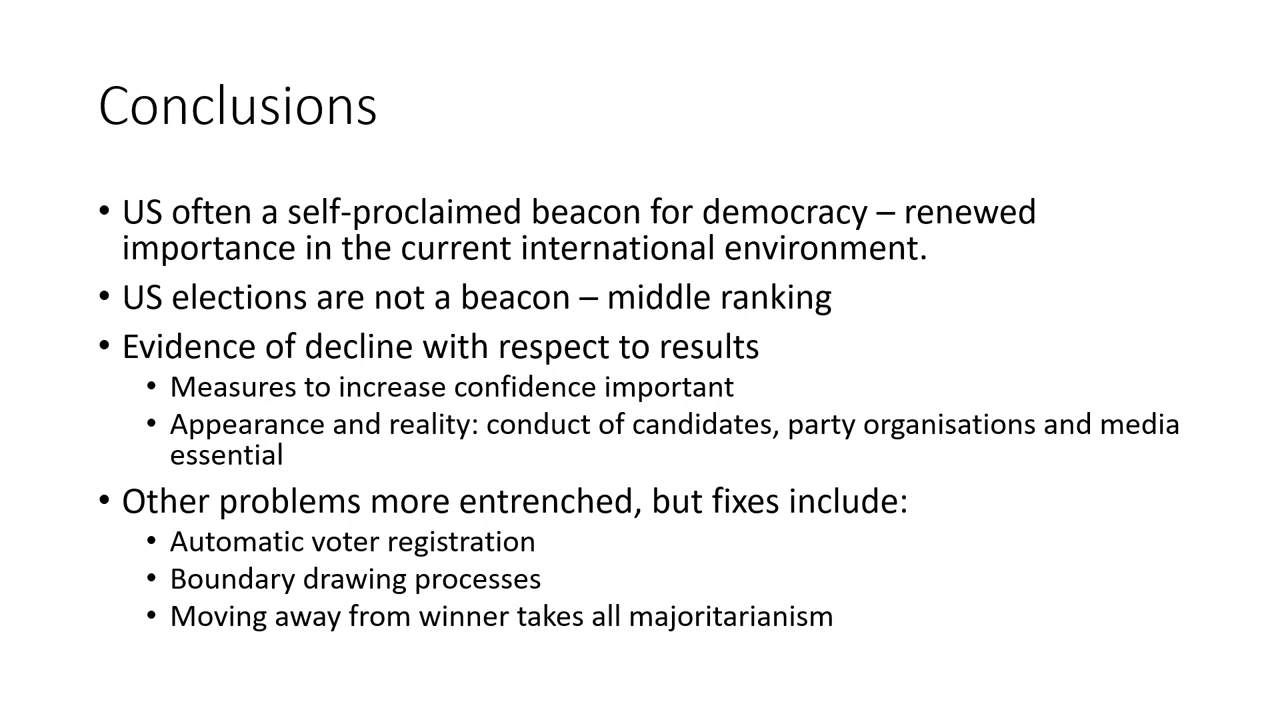 Conclusions
• US often a self-proclaimed beacon for democracy – renewed
importance in the current international environment.
• US elections are not a beacon – middle ranking
• Evidence of decline with respect to results
• Measures to increase confidence important
• Appearance and reality: conduct of candidates, party organisations and media
essential
• Other problems more entrenched, but fixes include:
• Automatic voter registration
• Boundary drawing processes
• Moving away from winner takes all majoritarianism